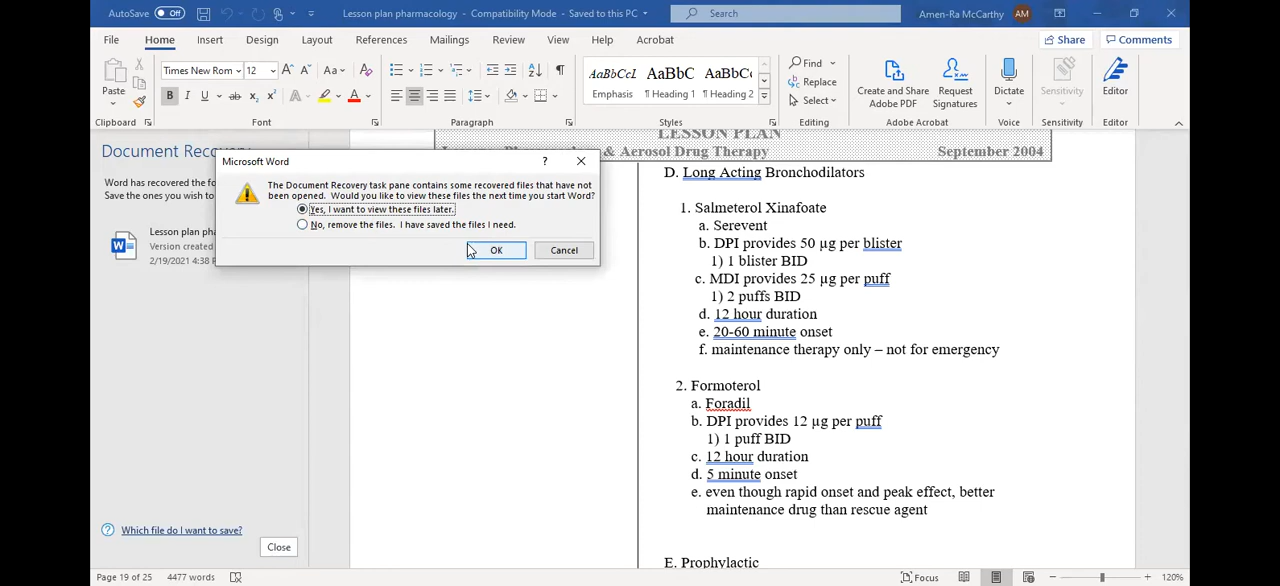 AutoSave Off Lesson plan pharmacology - Compatibility Mode - Saved to this PC Search Amen-Ra McCarthy AM
File Home Insert Design Layout References Mailings Review View Help Acrobat Share Comments
Times New Rom 12 Aa AaBbCcI AaBbC AaBbCc Find
Paste Replace Create and Share Request Dictate Sensitivity Editor
B I U ab x₂ x² A A Emphasis ¶ Heading 1 ¶ Heading 2 Select Adobe PDF Signatures
Clipboard Font Paragraph Styles Editing Adobe Acrobat Voice Sensitivity Editor
Document Recov
Word has recovered the fo
Save the ones you wish to
Lesson plan pha
Version created
2/19/2021 4:38 P
Microsoft Word ?
The Document Recovery task pane contains some recovered files that have not
been opened. Would you like to view these files the next time you start Word?
Yes, I want to view these files later.
No, remove the files. I have saved the files I need.
OK Cancel
Which file do I want to save?
Close
LESSON PLAN
& Aerosol Drug Therapy September 2004
D. Long Acting Bronchodilators
1. Salmeterol Xinafoate
a. Serevent
b. DPI provides 50 µg per blister
1) 1 blister BID
c. MDI provides 25 µg per puff
1) 2 puffs BID
d. 12 hour duration
e. 20-60 minute onset
f. maintenance therapy only – not for emergency
2. Formoterol
a. Foradil
b. DPI provides 12 µg per puff
1) 1 puff BID
c. 12 hour duration
d. 5 minute onset
e. even though rapid onset and peak effect, better
maintenance drug than rescue agent
E. Prophylactic
Page 19 of 25 4477 words Focus 120%